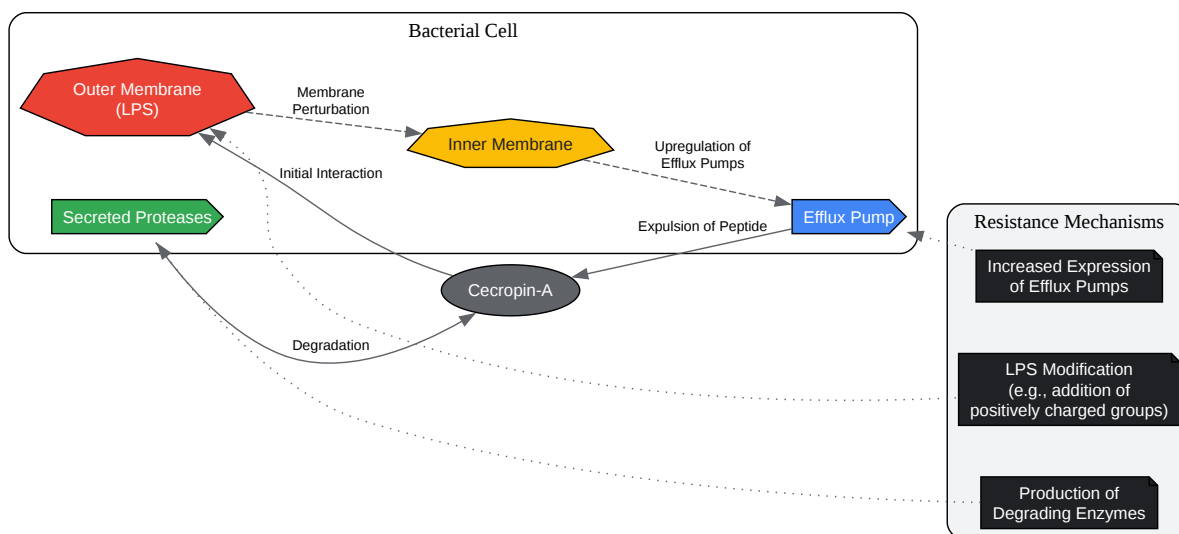 Bacterial Cell
Outer Membrane
(LPS)
Membrane
Perturbation
Inner Membrane
Upregulation of
Efflux Pumps
Initial Interaction
Secreted Proteases
Expulsion of Peptide
Efflux Pump
Cecropin-A
Degradation
Resistance Mechanisms
Increased Expression
of Efflux Pumps
LPS Modification
(e.g., addition of
positively charged groups)
Production of
Degrading Enzymes